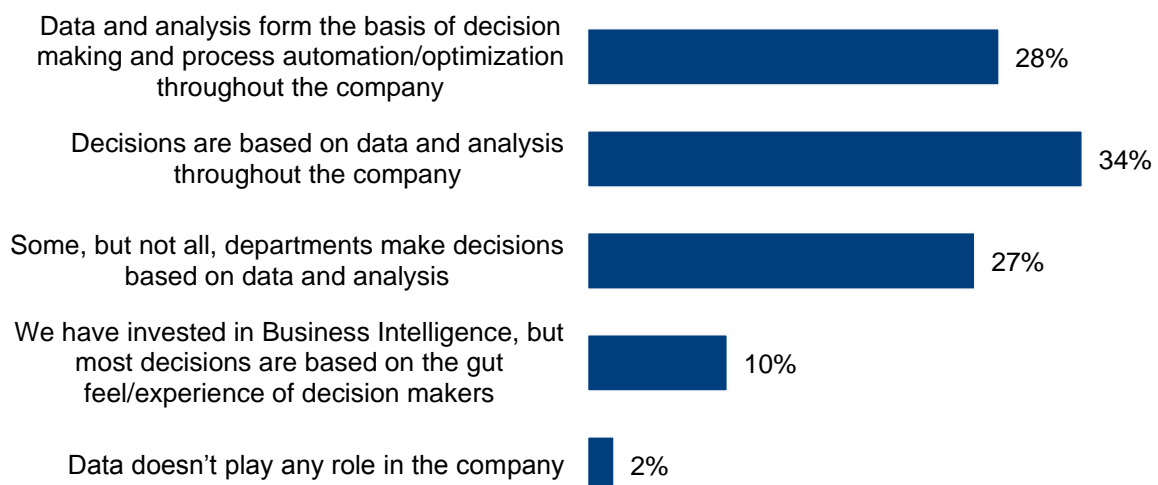 Data and analysis form the basis of decision
making and process automation/optimization
throughout the company
28%
Decisions are based on data and analysis
throughout the company
34%
Some, but not all, departments make decisions
based on data and analysis
27%
We have invested in Business Intelligence, but
most decisions are based on the gut
feel/experience of decision makers
10%
Data doesn’t play any role in the company
2%